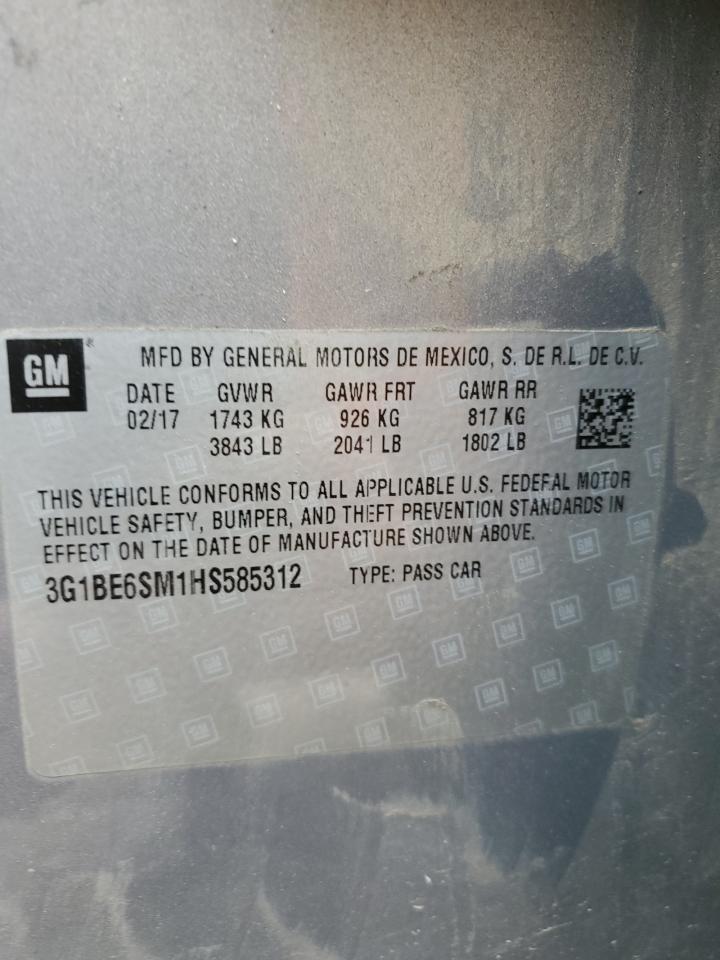 GM
MFD BY GENERAL MOTORS DE MEXICO, S. DE R.L. DE C.V.
DATE GVWR GAWR FRT GAWR RR
02/17 1743 KG 926 KG 817 KG
3843 LB 2041 LB 1802 LB
THIS VEHICLE CONFORMS TO ALL APPLICABLE U.S. FEDERAL MOTOR
VEHICLE SAFETY, BUMPER, AND THEFT PREVENTION STANDARDS IN
EFFECT ON THE DATE OF MANUFACTURE SHOWN ABOVE.
3G1BE6SM1HS585312 TYPE: PASS CAR